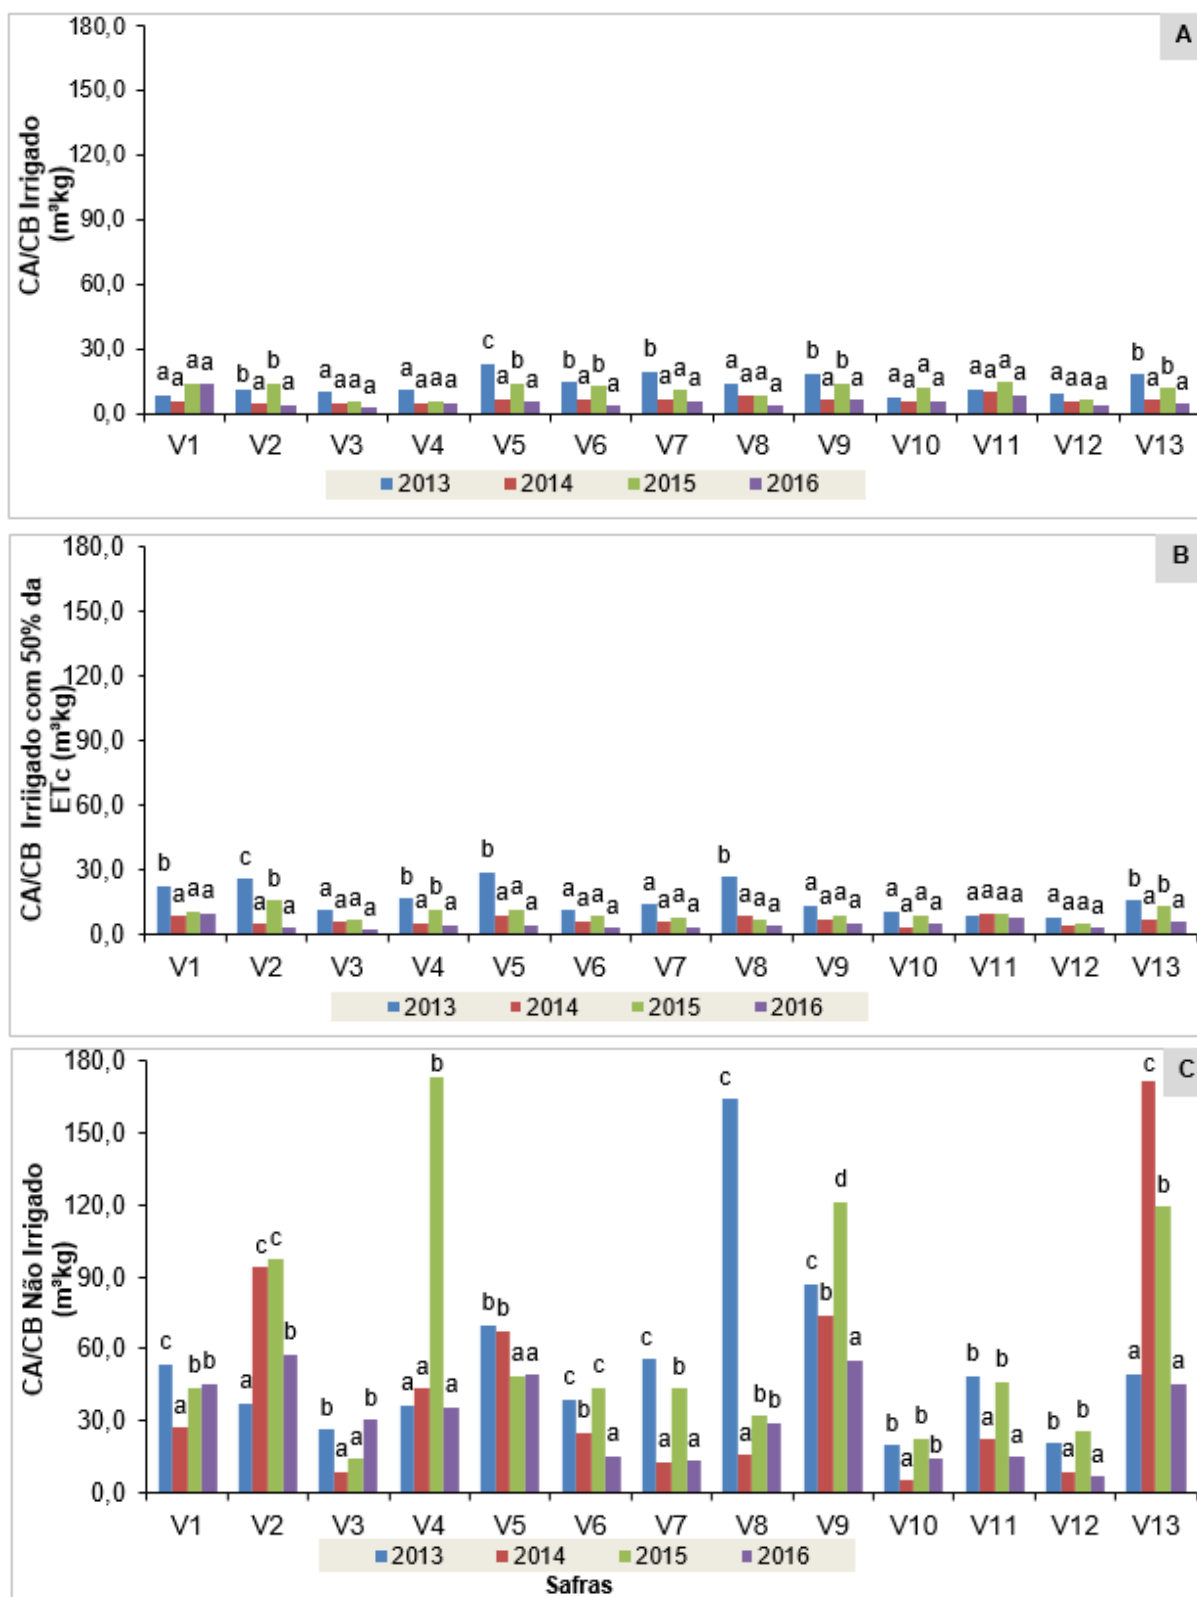 A
CA/CB Irrigado
(m³kg)
180,0
150,0
120,0
90,0
60,0
30,0
0,0
a a a a
b a b a
a a a a
a a a a
c a b a
b a b a
b a a a
a a a a
b a b a
a a a a
a a a a
a a a a
b a b a
V1 V2 V3 V4 V5 V6 V7 V8 V9 V10 V11 V12 V13
2013 2014 2015 2016
B
CA/CB Irriigado com 50% da
ETc (m³kg)
180,0
150,0
120,0
90,0
60,0
30,0
0,0
b a a a
c a b a
a a a a
b a b a
b a a a
a a a a
a a a a
b a a a
a a a a
a a a a
a a a a
a a a a
b a b a
V1 V2 V3 V4 V5 V6 V7 V8 V9 V10 V11 V12 V13
2013 2014 2015 2016
C
CA/CB Não Irrigado
(m³kg)
180,0
150,0
120,0
90,0
60,0
30,0
0,0
c a b b
a c c b
b a a b
a a b a
b b a a
b b c a
c a b a
c a b b
c b d a
b a b b
b a b a
b a b a
a c b a
V1 V2 V3 V4 V5 V6 V7 V8 V9 V10 V11 V12 V13
2013 2014 2015 2016
Safras